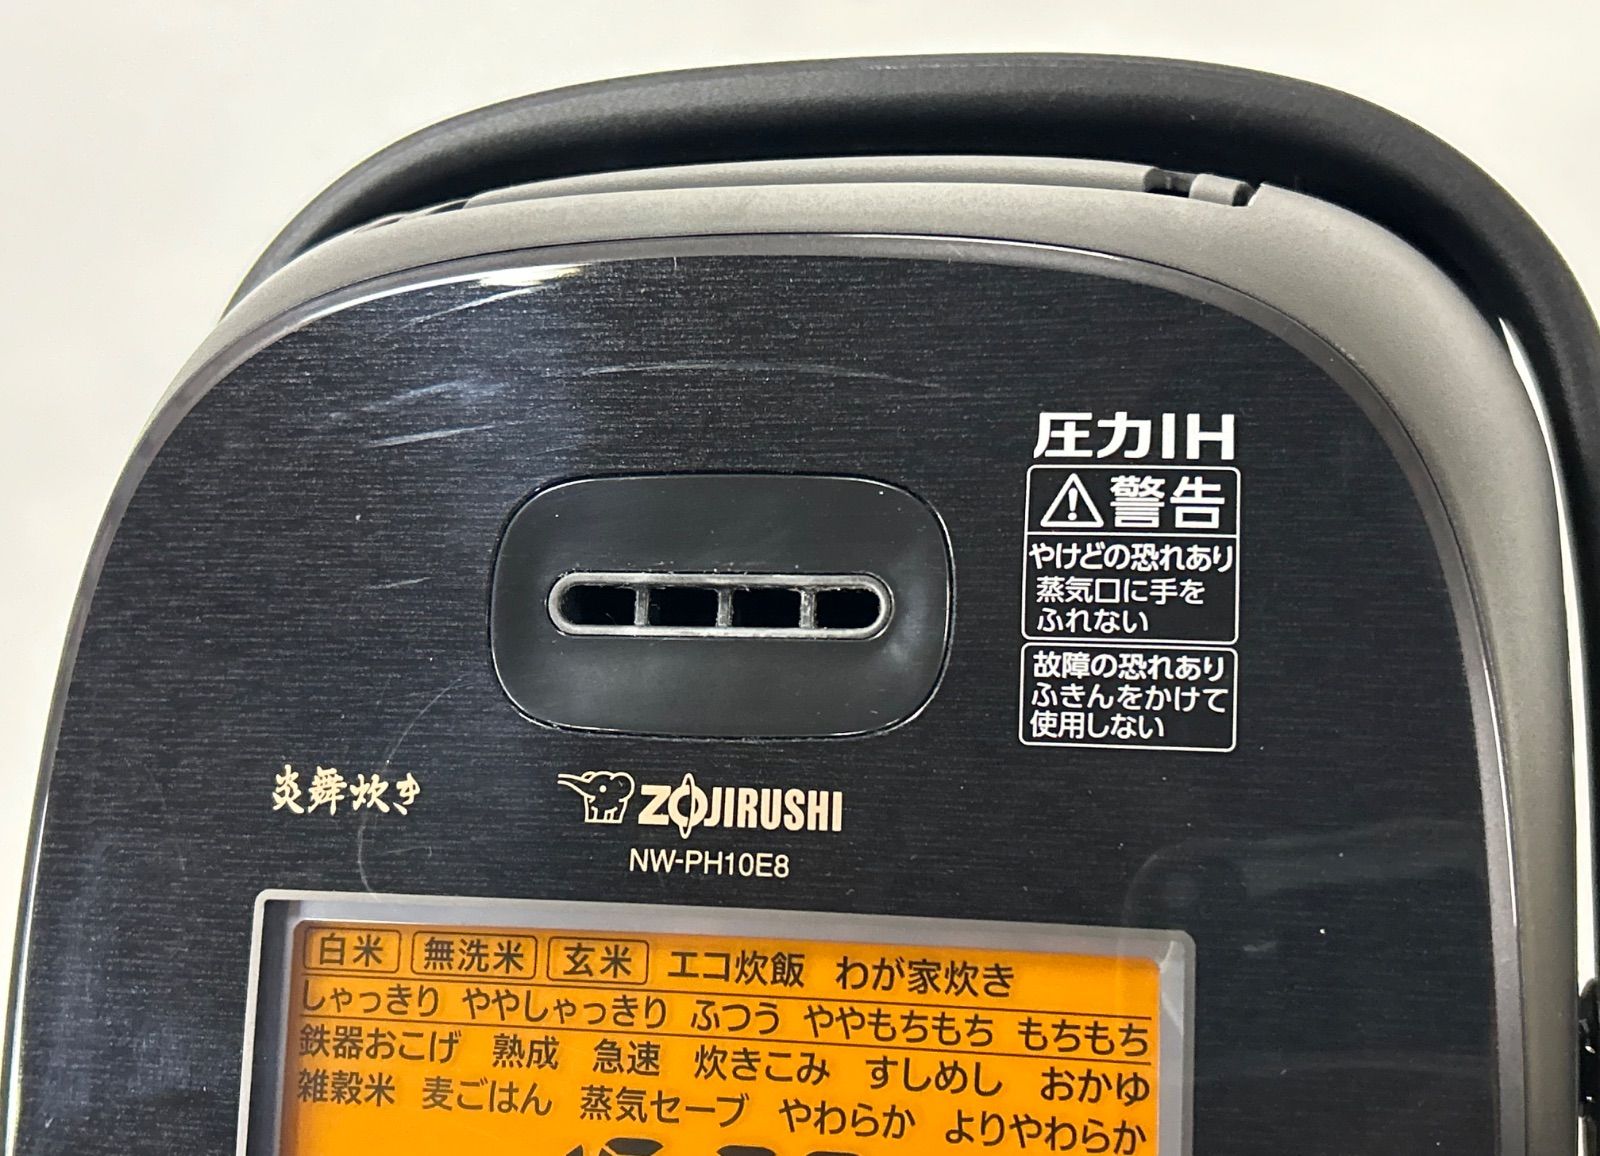 圧力IH
警告
やけどの恐れあり
蒸気口に手を
ふれない
故障の恐れあり
ふきんをかけて
使用しない
炎舞炊き
ZOJIRUSHI
NW-PH10E8
白米 無洗米 玄米 エコ炊飯 わが家炊き
しゃっきり ややしゃっきり ふつう ややもちもち もちもち
鉄器おこげ 熟成 急速 炊きこみ すしめし おかゆ
雑穀米 麦ごはん 蒸気セーブ やわらか よりやわらか